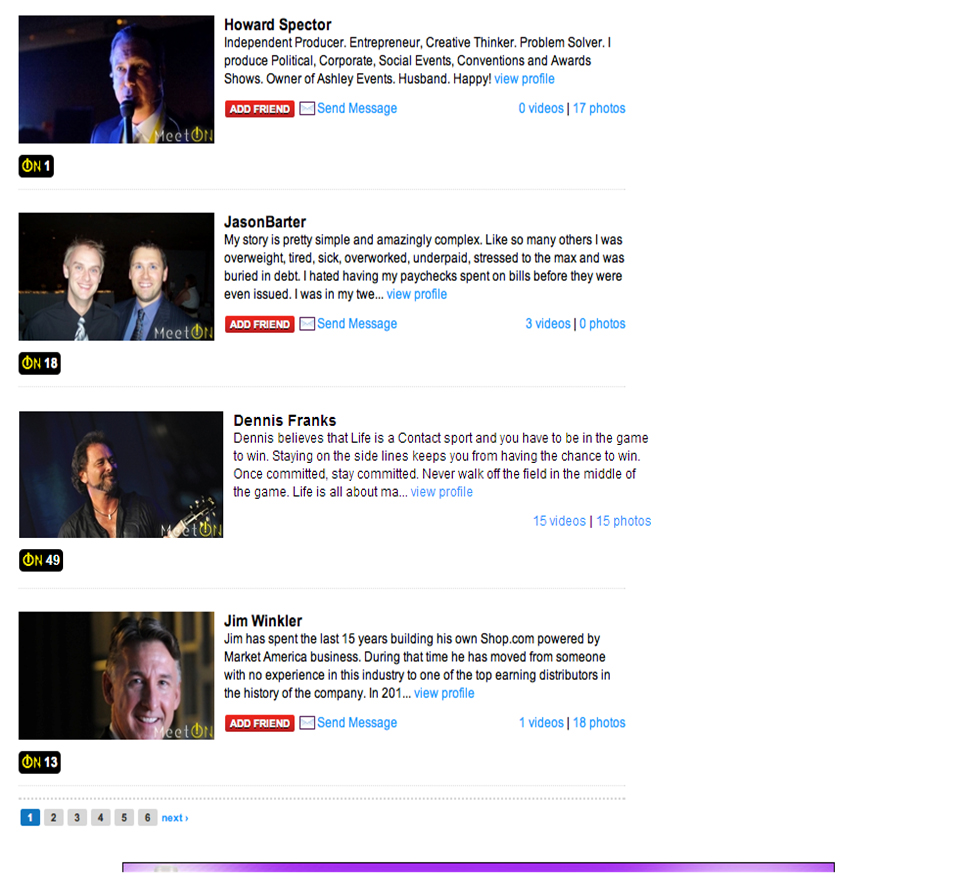 Howard Spector
Independent Producer. Entrepreneur, Creative Thinker. Problem Solver. I
produce Political, Corporate, Social Events, Conventions and Awards
Shows. Owner of Ashley Events. Husband. Happy! view profile
ADD FRIEND Send Message 0 videos | 17 photos
MeetON
ON 1
JasonBarter
My story is pretty simple and amazingly complex. Like so many others I was
overweight, tired, sick, overworked, underpaid, stressed to the max and was
buried in debt. I hated having my paychecks spent on bills before they were
even issued. I was in my twe... view profile
ADD FRIEND Send Message 3 videos | 0 photos
MeetON
ON 18
Dennis Franks
Dennis believes that Life is a Contact sport and you have to be in the game
to win. Staying on the side lines keeps you from having the chance to win.
Once committed, stay committed. Never walk off the field in the middle of
the game. Life is all about ma... view profile
15 videos | 15 photos
MeetON
ON 49
Jim Winkler
Jim has spent the last 15 years building his own Shop.com powered by
Market America business. During that time he has moved from someone
with no experience in this industry to one of the top earning distributors in
the history of the company. In 201... view profile
ADD FRIEND Send Message 1 videos | 18 photos
MeetON
ON 13
1 2 3 4 5 6 next ›